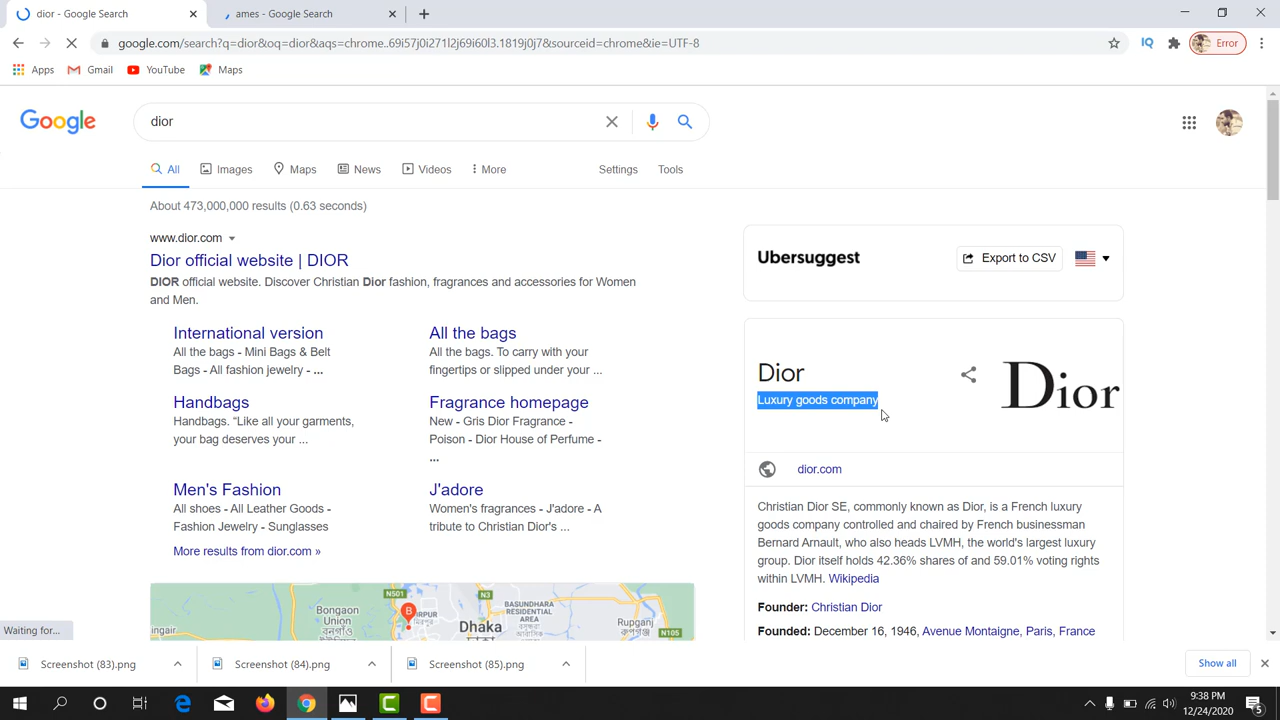 dior - Google Search
ames - Google Search
google.com/search?q=dior&oq=dior&aqs=chrome..69i57j0i271l2j69i60l3.1819j0j7&sourceid=chrome&ie=UTF-8
IQ
Error
Apps
Gmail
YouTube
Maps
Google
dior
All
Images
Maps
News
Videos
More
Settings
Tools
About 473,000,000 results (0.63 seconds)
www.dior.com
Dior official website | DIOR
DIOR official website. Discover Christian Dior fashion, fragrances and accessories for Women
and Men.
International version
All the bags - Mini Bags & Belt
Bags - All fashion jewelry - ...
All the bags
All the bags. To carry with your
fingertips or slipped under your ...
Handbags
Handbags. “Like all your garments,
your bag deserves your ...
Fragrance homepage
New - Gris Dior Fragrance -
Poison - Dior House of Perfume -
...
Men's Fashion
All shoes - All Leather Goods -
Fashion Jewelry - Sunglasses
J'adore
Women's fragrances - J'adore - A
tribute to Christian Dior's ...
More results from dior.com »
N501
Bongaon
বনগাঁও
B
IRPUR
N3
BASUNDHARA
RESIDENTIAL
AREA
Dhaka
Rupganj
N105
ingair
Ubersuggest
Export to CSV
Dior
Luxury goods company
Dior
dior.com
Christian Dior SE, commonly known as Dior, is a French luxury
goods company controlled and chaired by French businessman
Bernard Arnault, who also heads LVMH, the world's largest luxury
group. Dior itself holds 42.36% shares of and 59.01% voting rights
within LVMH. Wikipedia
Founder: Christian Dior
Founded: December 16, 1946, Avenue Montaigne, Paris, France
Waiting for...
Screenshot (83).png
Screenshot (84).png
Screenshot (85).png
Show all
9:38 PM
12/24/2020
5